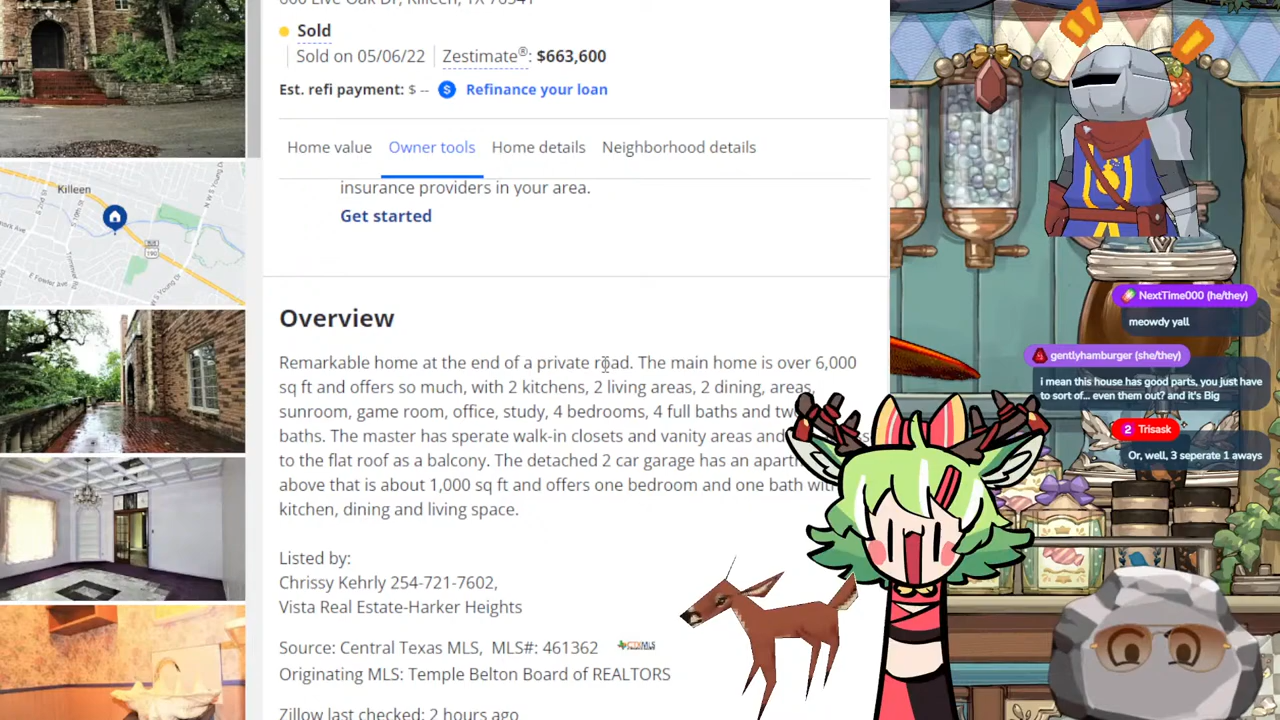 Killeen, TX 76541
Sold
Sold on 05/06/22
Zestimate®: $663,600
Est. refi payment: $ --
$
Refinance your loan
Home value
Owner tools
Home details
Neighborhood details
insurance providers in your area.
Get started
Killeen
190
Overview
Remarkable home at the end of a private road. The main home is over 6,000
sq ft and offers so much, with 2 kitchens, 2 living areas, 2 dining, areas,
sunroom, game room, office, study, 4 bedrooms, 4 full baths and
baths. The master has sperate walk-in closets and vanity areas and
to the flat roof as a balcony. The detached 2 car garage has an
above that is about 1,000 sq ft and offers one bedroom and one bath with
kitchen, dining and living space.
Listed by:
Chrissy Kehrly 254-721-7602,
Vista Real Estate-Harker Heights
Source: Central Texas MLS, MLS#: 461362
Originating MLS: Temple Belton Board of REALTORS
Zillow last checked: 2 hours ago
NextTime000 (he/they)
meowdy yall
gentlyhamburger (she/they)
i mean this house has good parts, you just have
to sort of... even them out? and it's Big
2 Trisask
Or, well, 3 seperate 1 aways